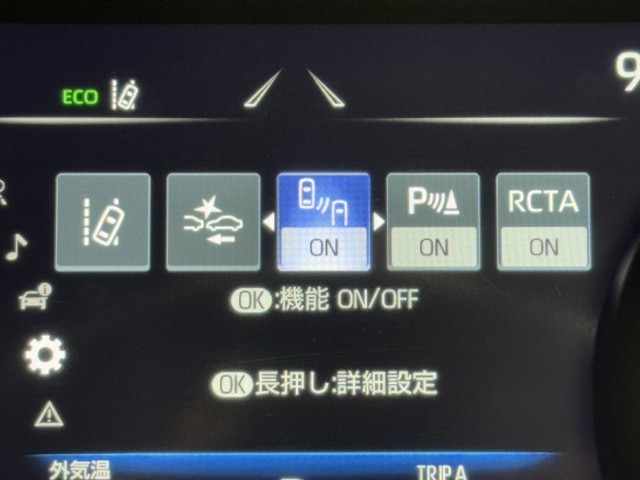 ECO
9
P RCTA
ON ON ON
OK:機能 ON/OFF
OK長押し:詳細設定
外気温 TRIP A